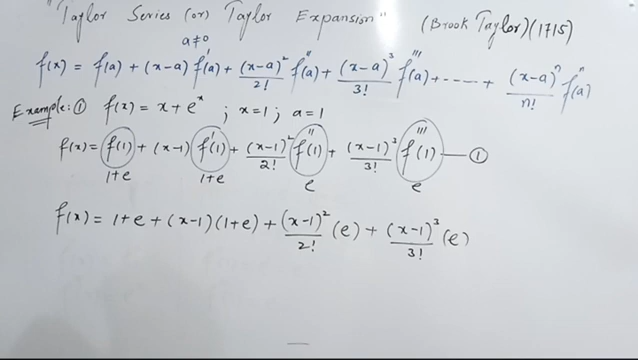 "Taylor Series (or) Taylor Expansion" (Brook Taylor)(1715)
a≠0
f(x) = f(a) + (x-a) f'(a) + (x-a)²/2! f''(a) + (x-a)³/3! f'''(a) + ----- + (x-a)ⁿ/n! fⁿ(a)
Example: ① f(x) = x + eˣ ; x=1 ; a=1
f(x) = f(1) + (x-1) f'(1) + (x-1)²/2! f''(1) + (x-1)³/3! f'''(1) — ①
1+e 1+e e e
f(x) = 1+e + (x-1)(1+e) + (x-1)²/2! (e) + (x-1)³/3! (e)